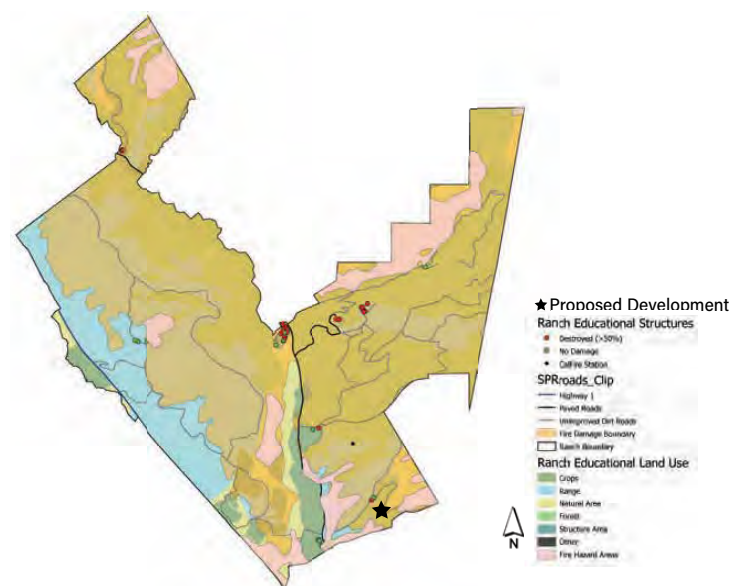 ★Proposed Development
Ranch Educational Structures
Destroyed (>50%)
No Damage
CalFire Station
SPRroads_Clip
Highway 1
Paved Roads
Unimproved Dirt Roads
Fire Damage Boundary
Ranch Boundary
Ranch Educational Land Use
Crops
Range
Natural Area
Forest
Structure Area
Other
Fire Hazard Areas
N